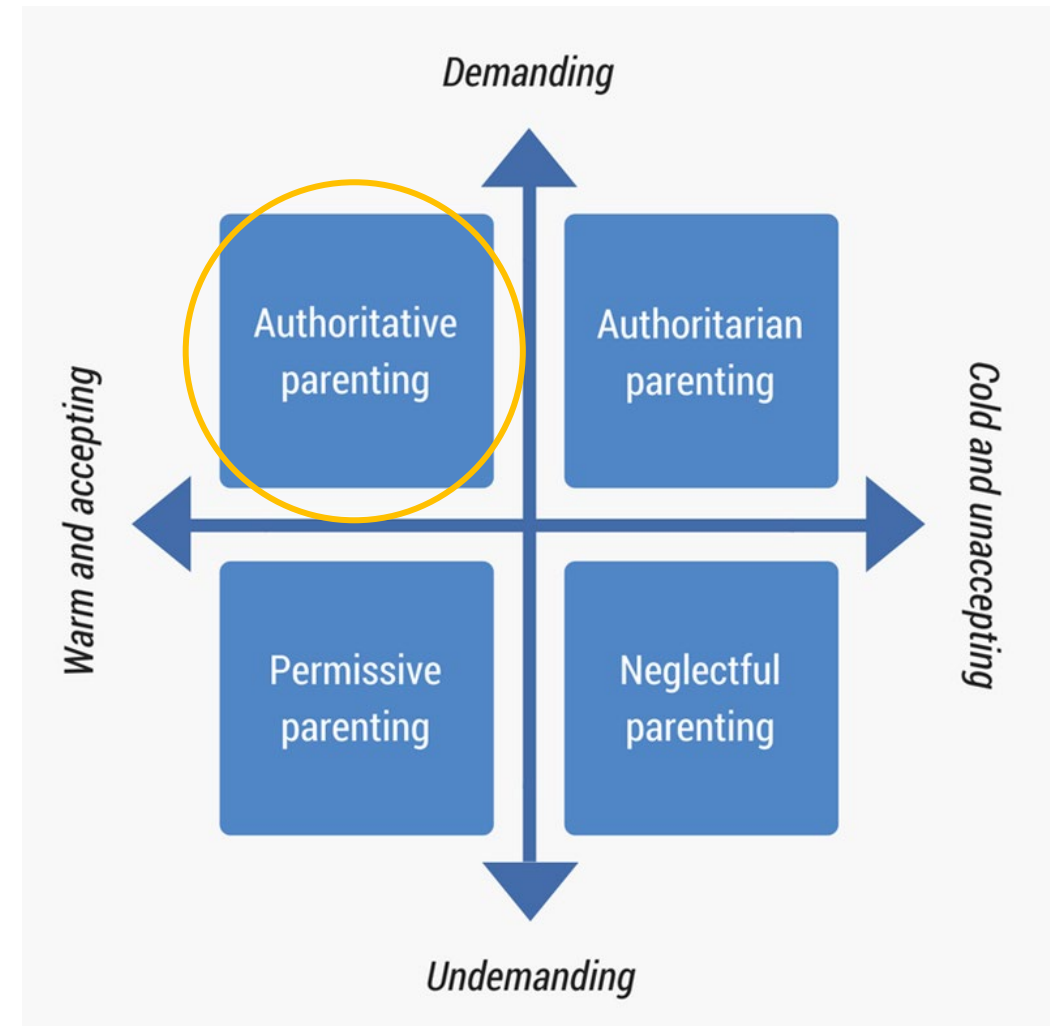 Demanding
Authoritative
parenting
Authoritarian
parenting
Warm and accepting
Cold and unaccepting
Permissive
parenting
Neglectful
parenting
Undemanding